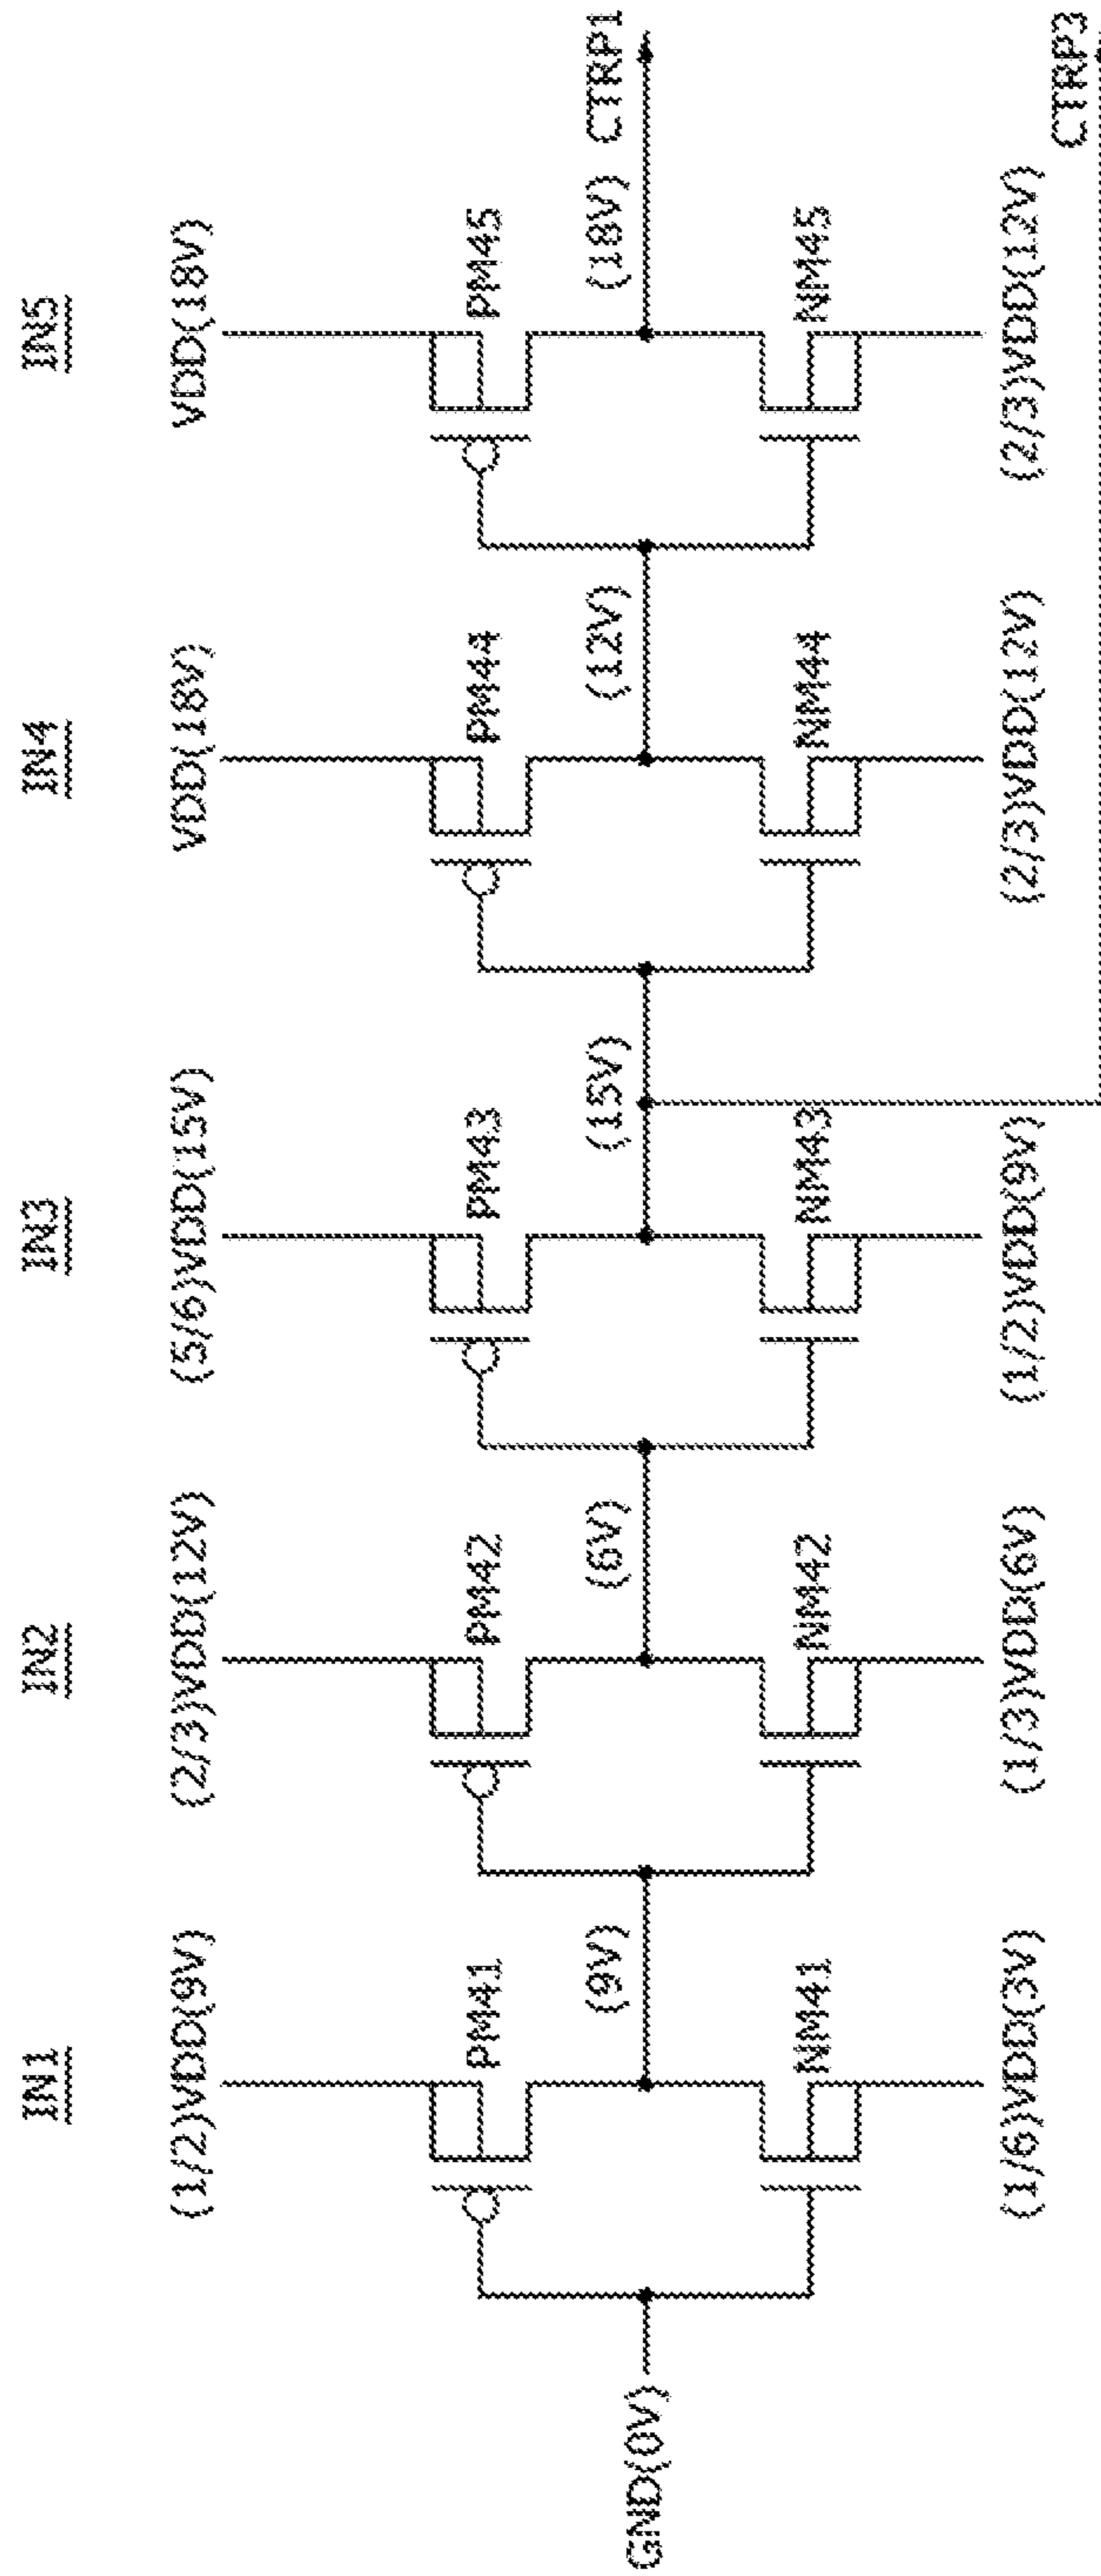 IN1 IN2 IN3 IN4 IN5
(1/2)VDD(9V) (2/3)VDD(12V) (5/6)VDD(15V) VDD(18V) VDD(18V)
PM41 PM42 PM43 PM44 PM45
GND(0V) (9V) (6V) (15V) (12V) (18V) CTRP1
NM41 NM42 NM43 NM44 NM45
(1/6)VDD(3V) (1/3)VDD(6V) (1/2)VDD(9V) (2/3)VDD(12V) (2/3)VDD(12V)
CTRP3